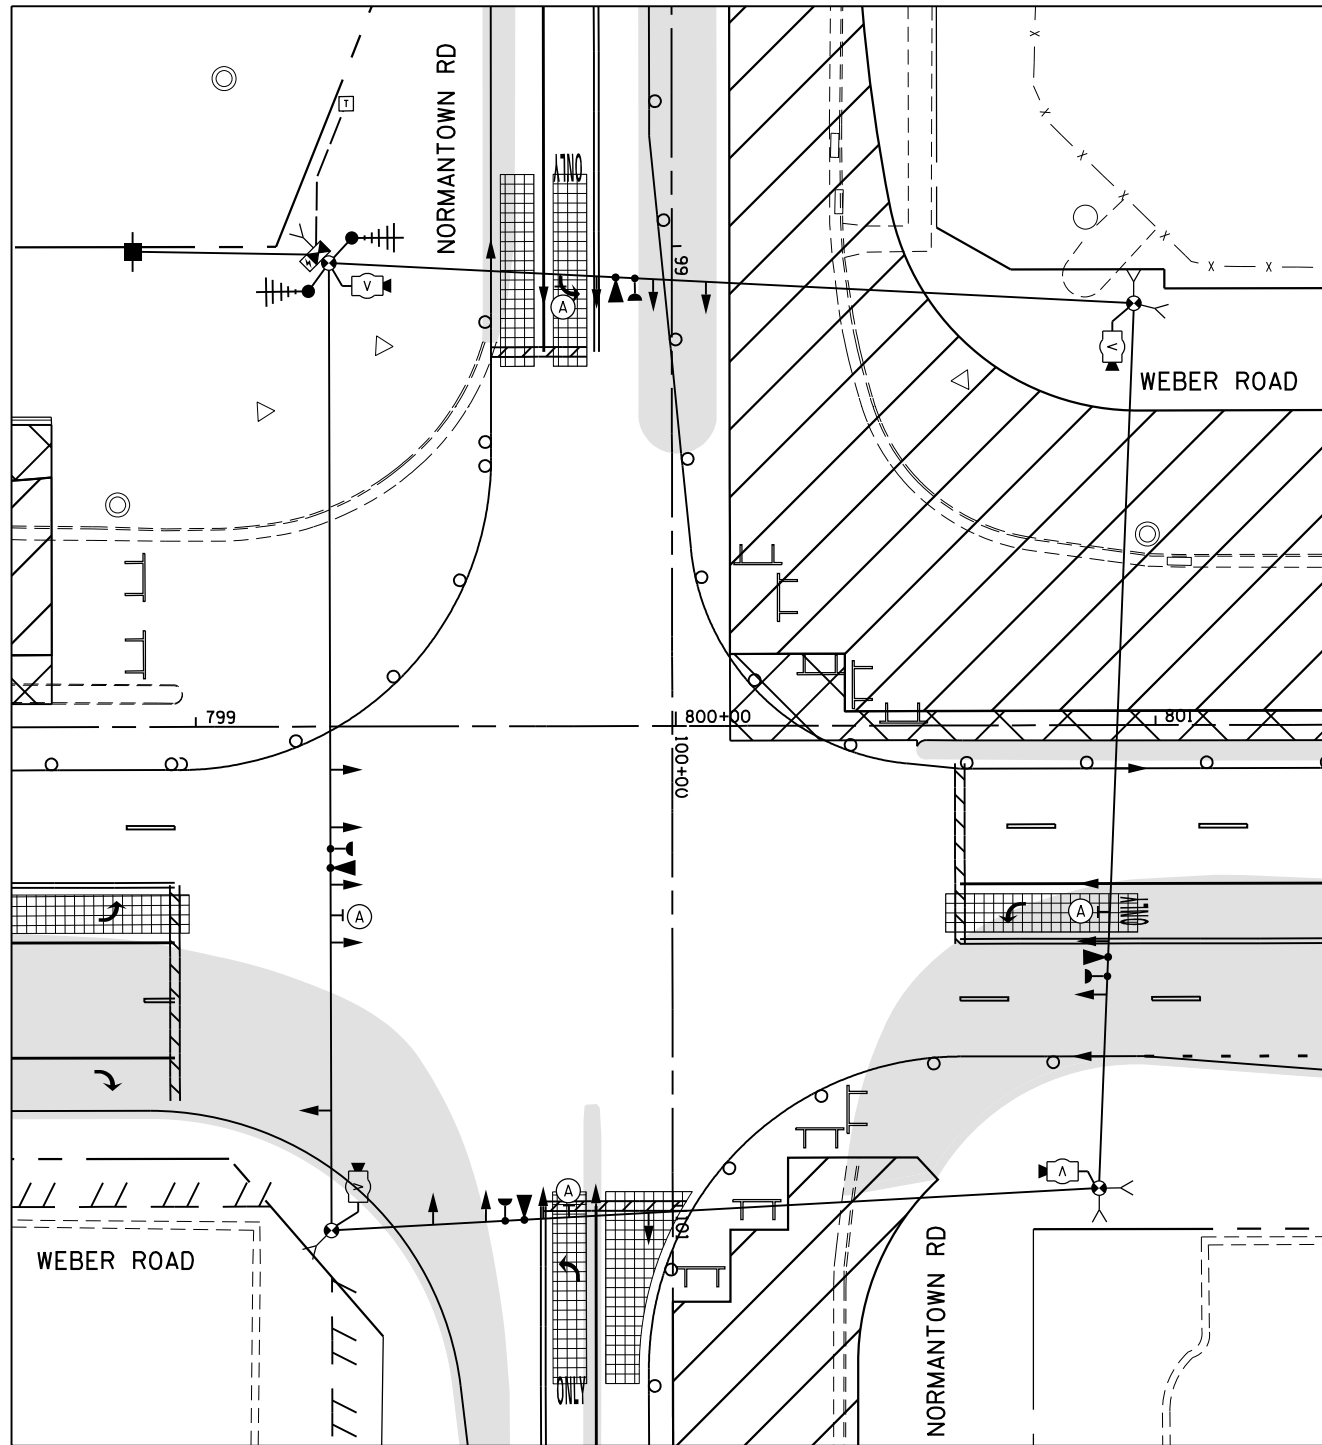 NORMANTOWN RD
T
ONLY
99
V
A
V
WEBER ROAD
799
800+00
801
100+00
A
A
ONLY
V
V
A
101
WEBER ROAD
NORMANTOWN RD
ONLY